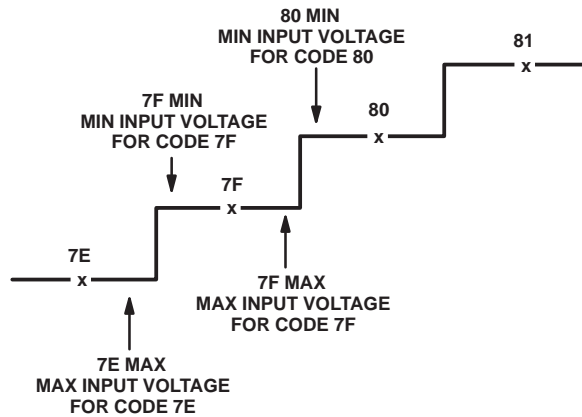 80 MIN
MIN INPUT VOLTAGE
FOR CODE 80
81
7F MIN
MIN INPUT VOLTAGE
FOR CODE 7F
x
80
x
7F
x
7E
x
7F MAX
MAX INPUT VOLTAGE
FOR CODE 7F
7E MAX
MAX INPUT VOLTAGE
FOR CODE 7E